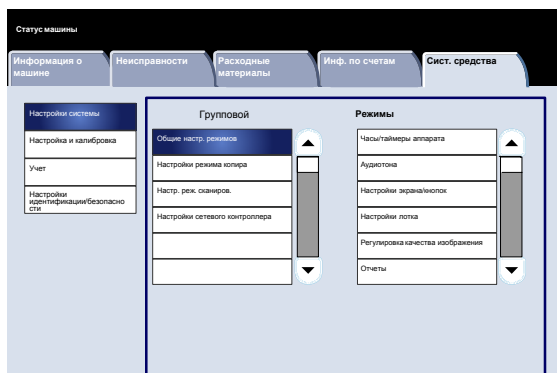 Статус машины
Информация о
машине
Неисправности
Расходные
материалы
Инф. по счетам
Сист. средства
Настройки системы
Настройка и калибровка
Учет
Настройки
идентификации/безопасно
сти
Групповой
Общие настр. режимов
Настройки режима копира
Настр. реж. сканиров.
Настройки сетевого контроллера
Режимы
Часы/таймеры аппарата
Аудиотона
Настройки экрана/кнопок
Настройки лотка
Регулировка качества изображения
Отчеты